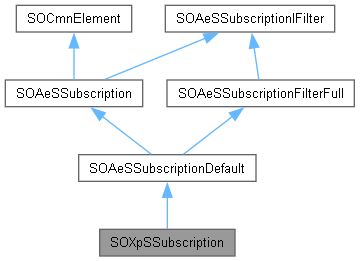 SOCmnElement
SOAeSSubscriptionIFilter
SOAeSSubscription
SOAeSSubscriptionFilterFull
SOAeSSubscriptionDefault
SOXpSSubscription